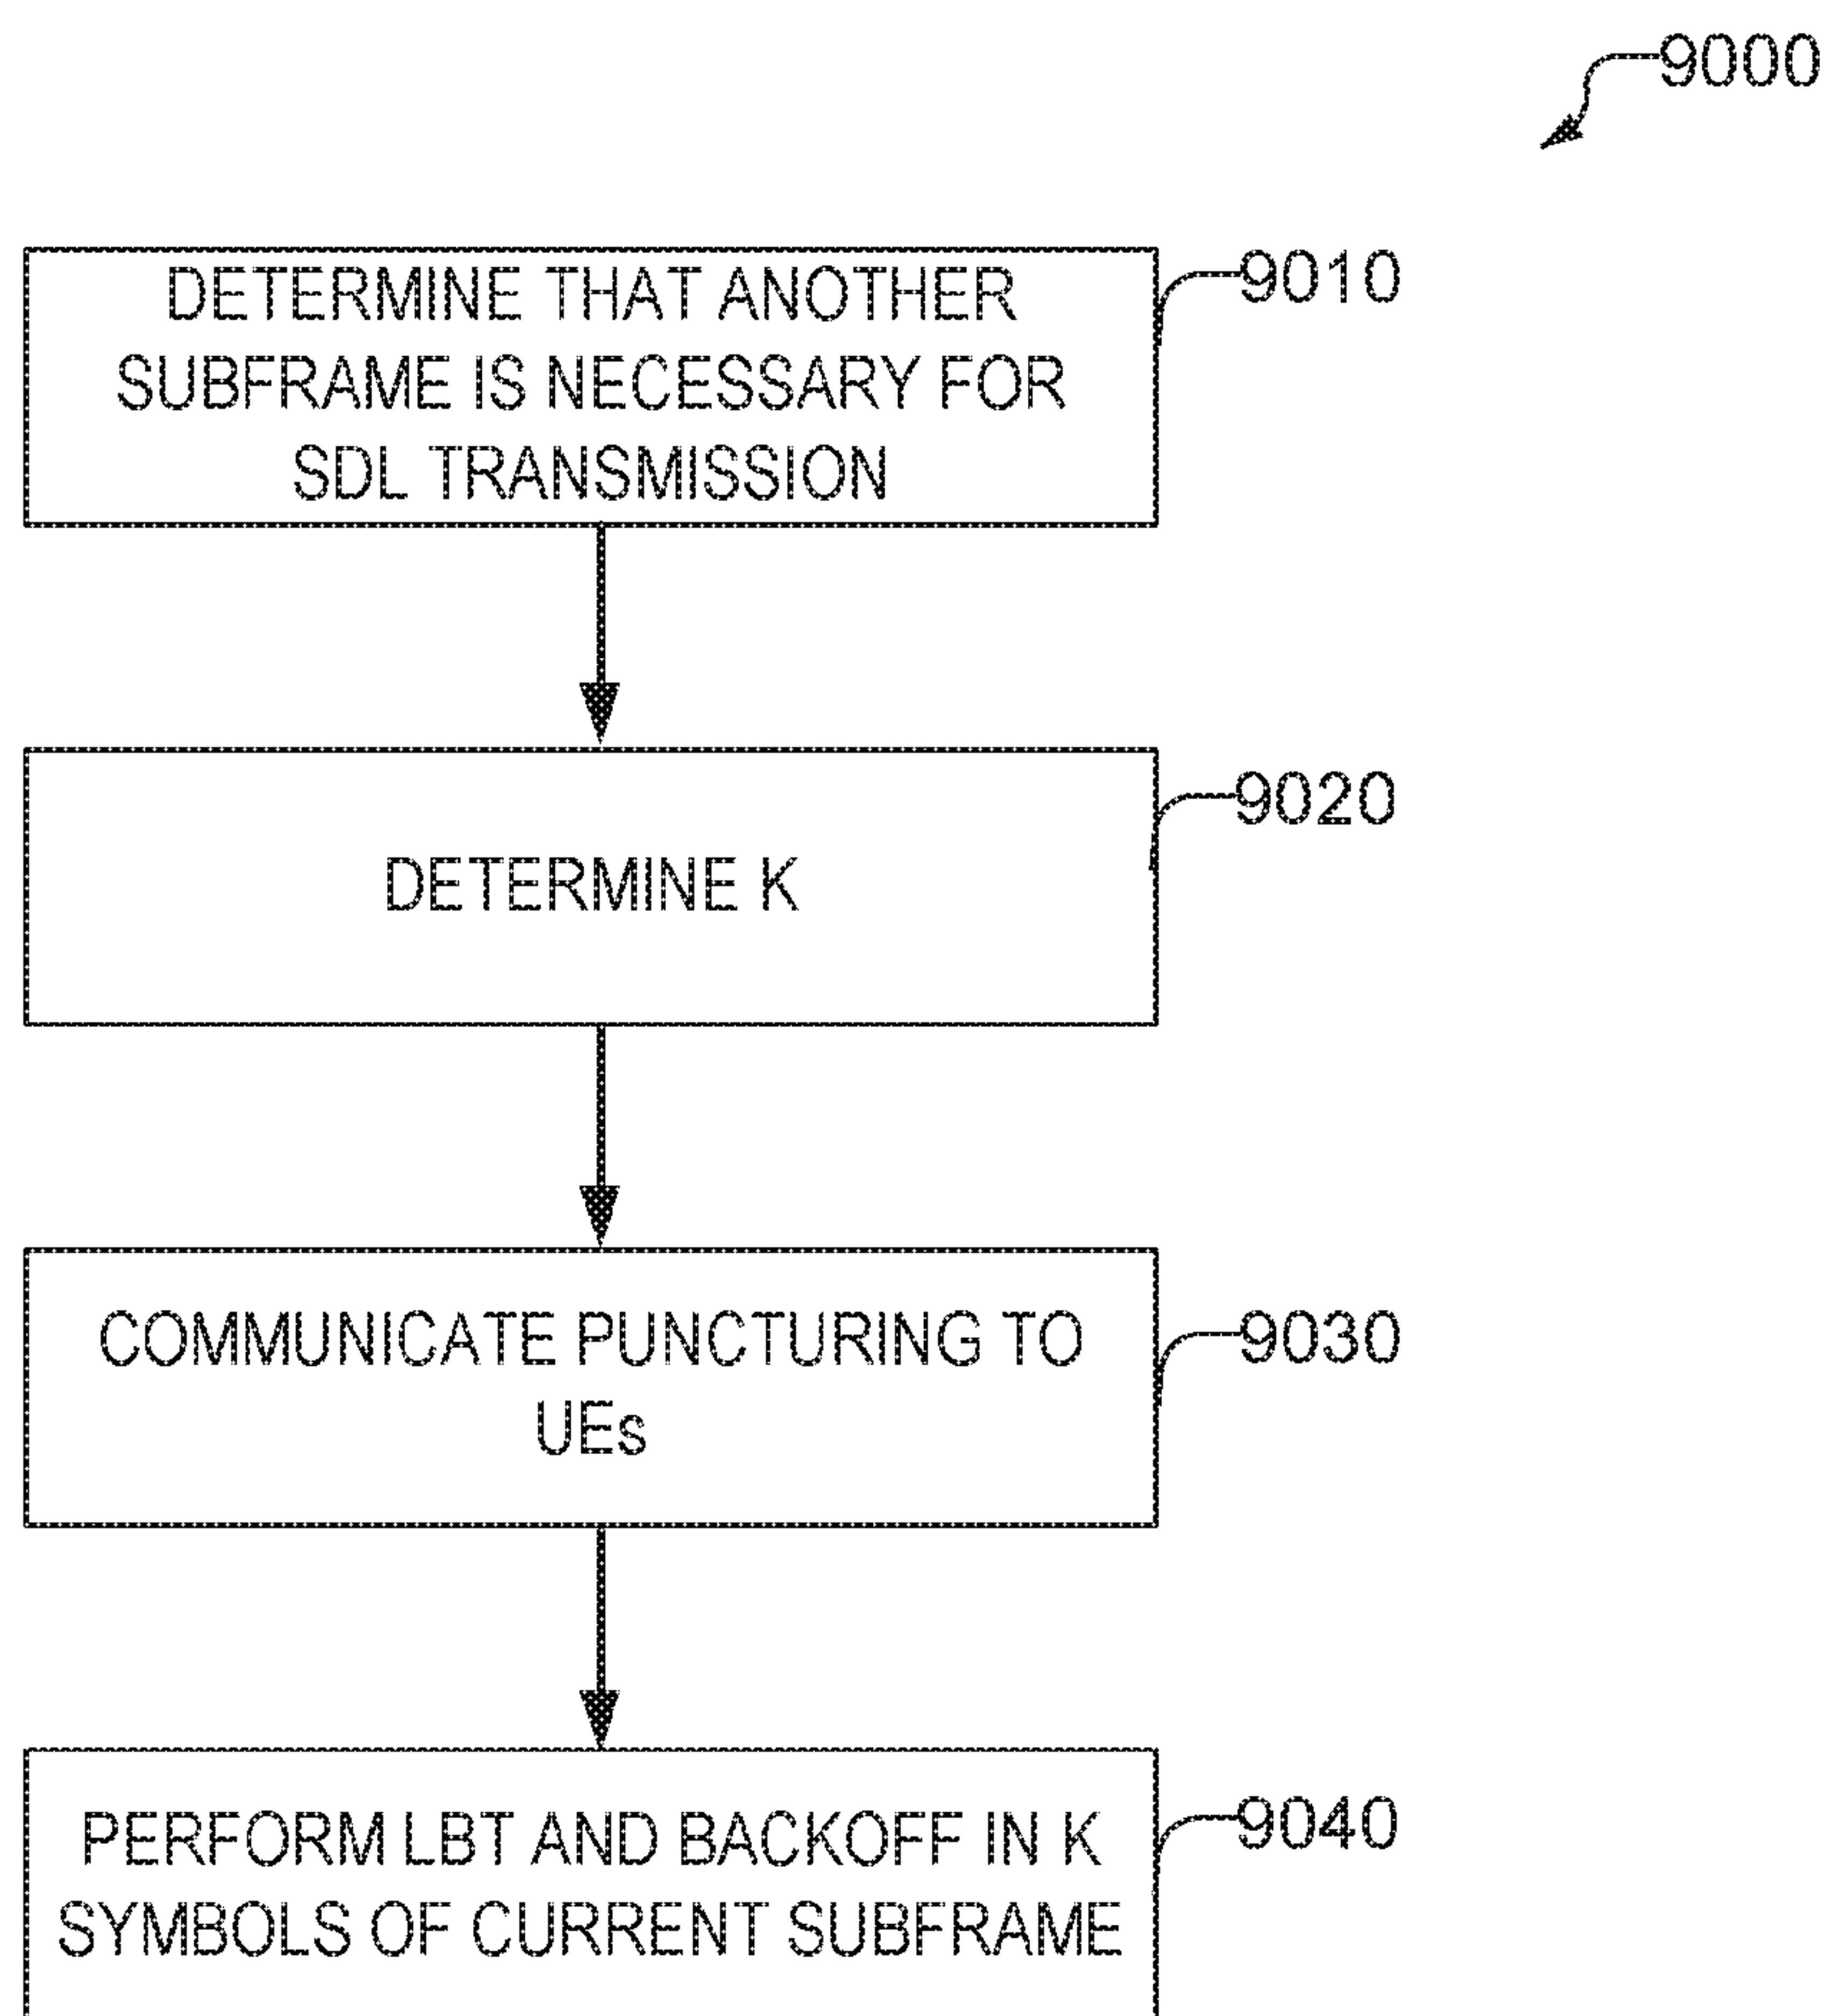 9000
DETERMINE THAT ANOTHER
SUBFRAME IS NECESSARY FOR
SDL TRANSMISSION
9010
DETERMINE K
9020
COMMUNICATE PUNCTURING TO
UEs
9030
PERFORM LBT AND BACKOFF IN K
SYMBOLS OF CURRENT SUBFRAME
9040